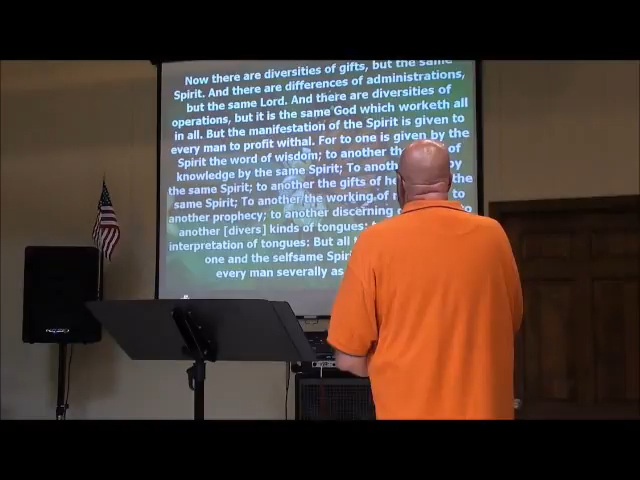 Now there are diversities of gifts, but the same
Spirit. And there are differences of administrations,
but the same Lord. And there are diversities of
operations, but it is the same God which worketh all
in all. But the manifestation of the Spirit is given to
every man to profit withal. For to one is given by the
Spirit the word of wisdom; to another of
knowledge by the same Spirit; To by
the same Spirit; to another the gifts of the
same Spirit; To another the working of to
another prophecy; to another discerning to
another [divers] kinds of tongues:
interpretation of tongues: But all
one and the selfsame
every man severally as